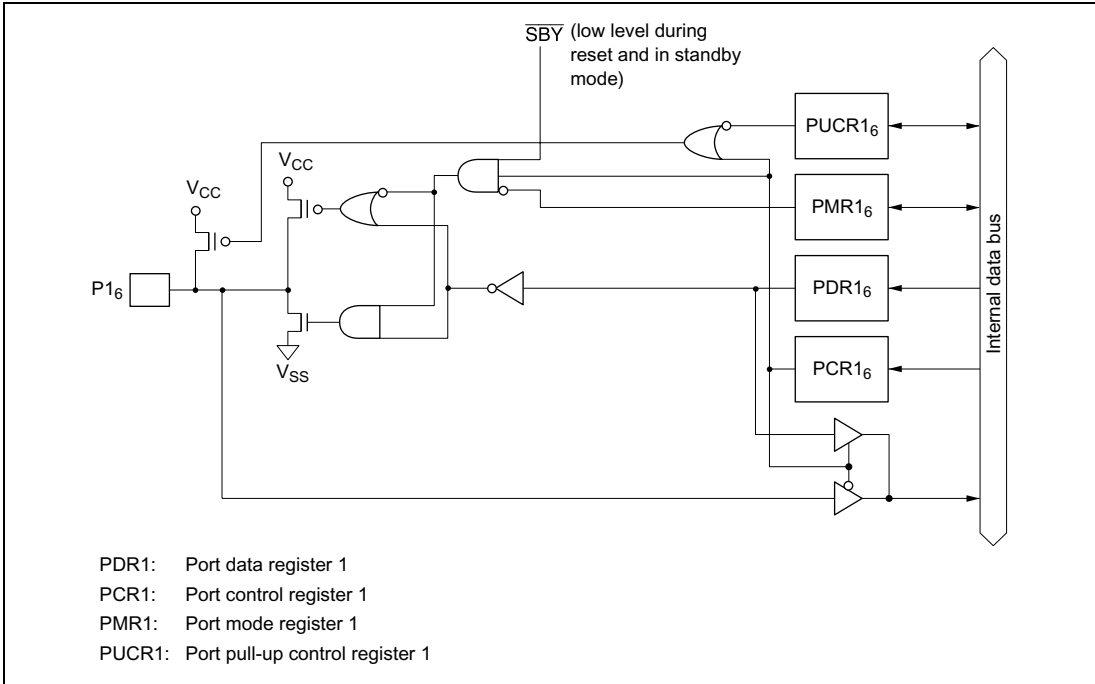 SBY (low level during
reset and in standby
mode)
PUCR1₆
VCC
VCC
PMR1₆
P1₆
PDR1₆
Internal data bus
PCR1₆
VSS
PDR1: Port data register 1
PCR1: Port control register 1
PMR1: Port mode register 1
PUCR1: Port pull-up control register 1